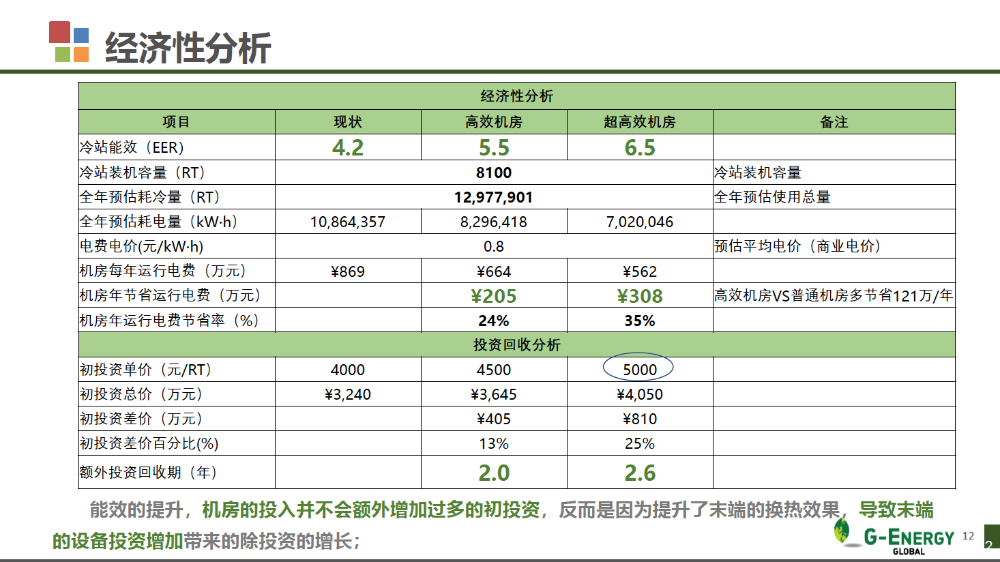 经济性分析
经济性分析
项目 现状 高效机房 超高效机房 备注
冷站能效（EER） 4.2 5.5 6.5
冷站装机容量（RT） 8100 冷站装机容量
全年预估耗冷量（RT） 12,977,901 全年预估使用总量
全年预估耗电量（kW·h） 10,864,357 8,296,418 7,020,046
电费电价(元/kW·h) 0.8 预估平均电价（商业电价）
机房每年运行电费（万元） ¥869 ¥664 ¥562
机房年节省运行电费（万元） ¥205 ¥308 高效机房VS普通机房多节省121万/年
机房年运行电费节省率（%） 24% 35%
投资回收分析
初投资单价（元/RT） 4000 4500 5000
初投资总价（万元） ¥3,240 ¥3,645 ¥4,050
初投资差价（万元） ¥405 ¥810
初投资差价百分比(%) 13% 25%
额外投资回收期（年） 2.0 2.6
能效的提升，机房的投入并不会额外增加过多的初投资，反而是因为提升了末端的换热效果，导致末端
的设备投资增加带来的除投资的增长；
G-ENERGY
GLOBAL
12
2